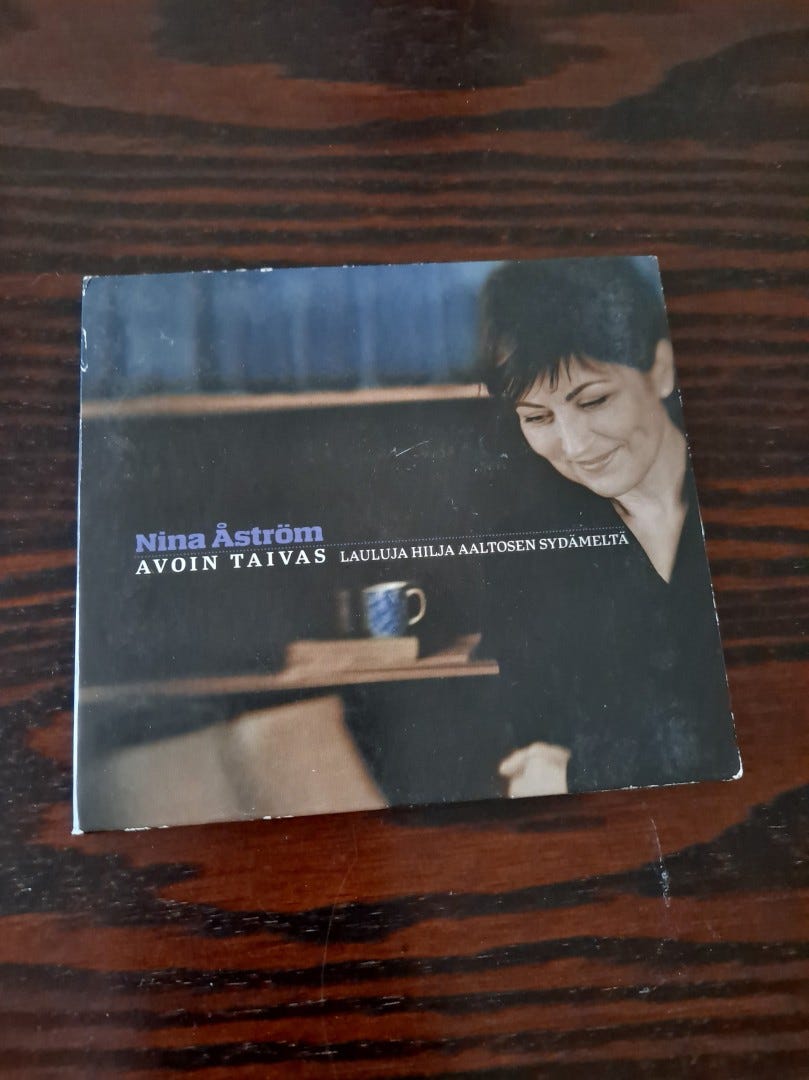 Nina Åström
AVOIN TAIVAS LAULUJA HILJA AALTOSEN SYDÄMELTÄ